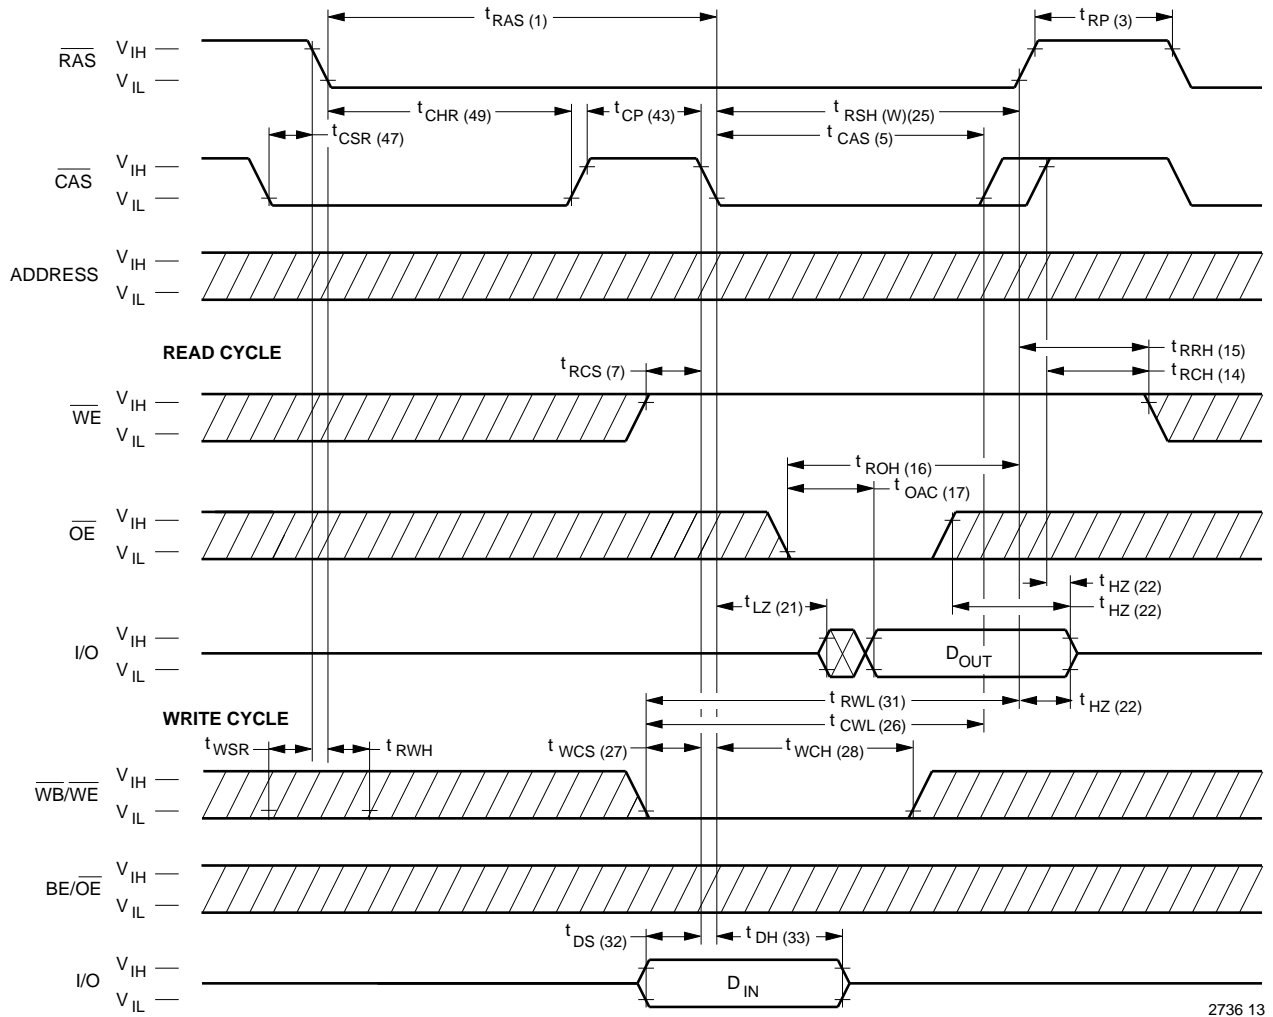 t RAS (1)
t RP (3)
RAS
V IH
V IL
t CHR (49)
t CP (43)
t RSH (W)(25)
t CSR (47)
t CAS (5)
CAS
V IH
V IL
ADDRESS
V IH
V IL
READ CYCLE
t RRH (15)
t RCS (7)
t RCH (14)
WE
V IH
V IL
t ROH (16)
t OAC (17)
OE
V IH
V IL
t HZ (22)
t LZ (21)
t HZ (22)
I/O
V IH
V IL
D OUT
WRITE CYCLE
t RWL (31)
t HZ (22)
t CWL (26)
t WSR
t RWH
t WCS (27)
t WCH (28)
WB/WE
V IH
V IL
BE/OE
V IH
V IL
t DS (32)
t DH (33)
I/O
V IH
V IL
D IN
2736 13